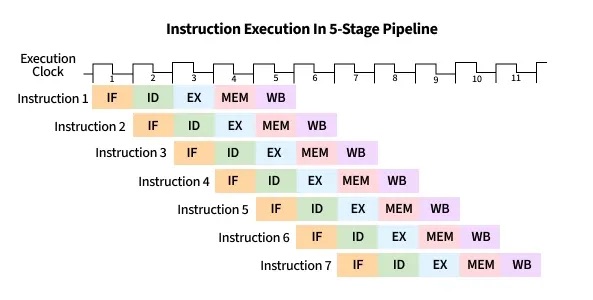 Instruction Execution In 5-Stage Pipeline
Execution
Clock
1 2 3 4 5 6 7 8 9 10 11
Instruction 1 IF ID EX MEM WB
Instruction 2 IF ID EX MEM WB
Instruction 3 IF ID EX MEM WB
Instruction 4 IF ID EX MEM WB
Instruction 5 IF ID EX MEM WB
Instruction 6 IF ID EX MEM WB
Instruction 7 IF ID EX MEM WB